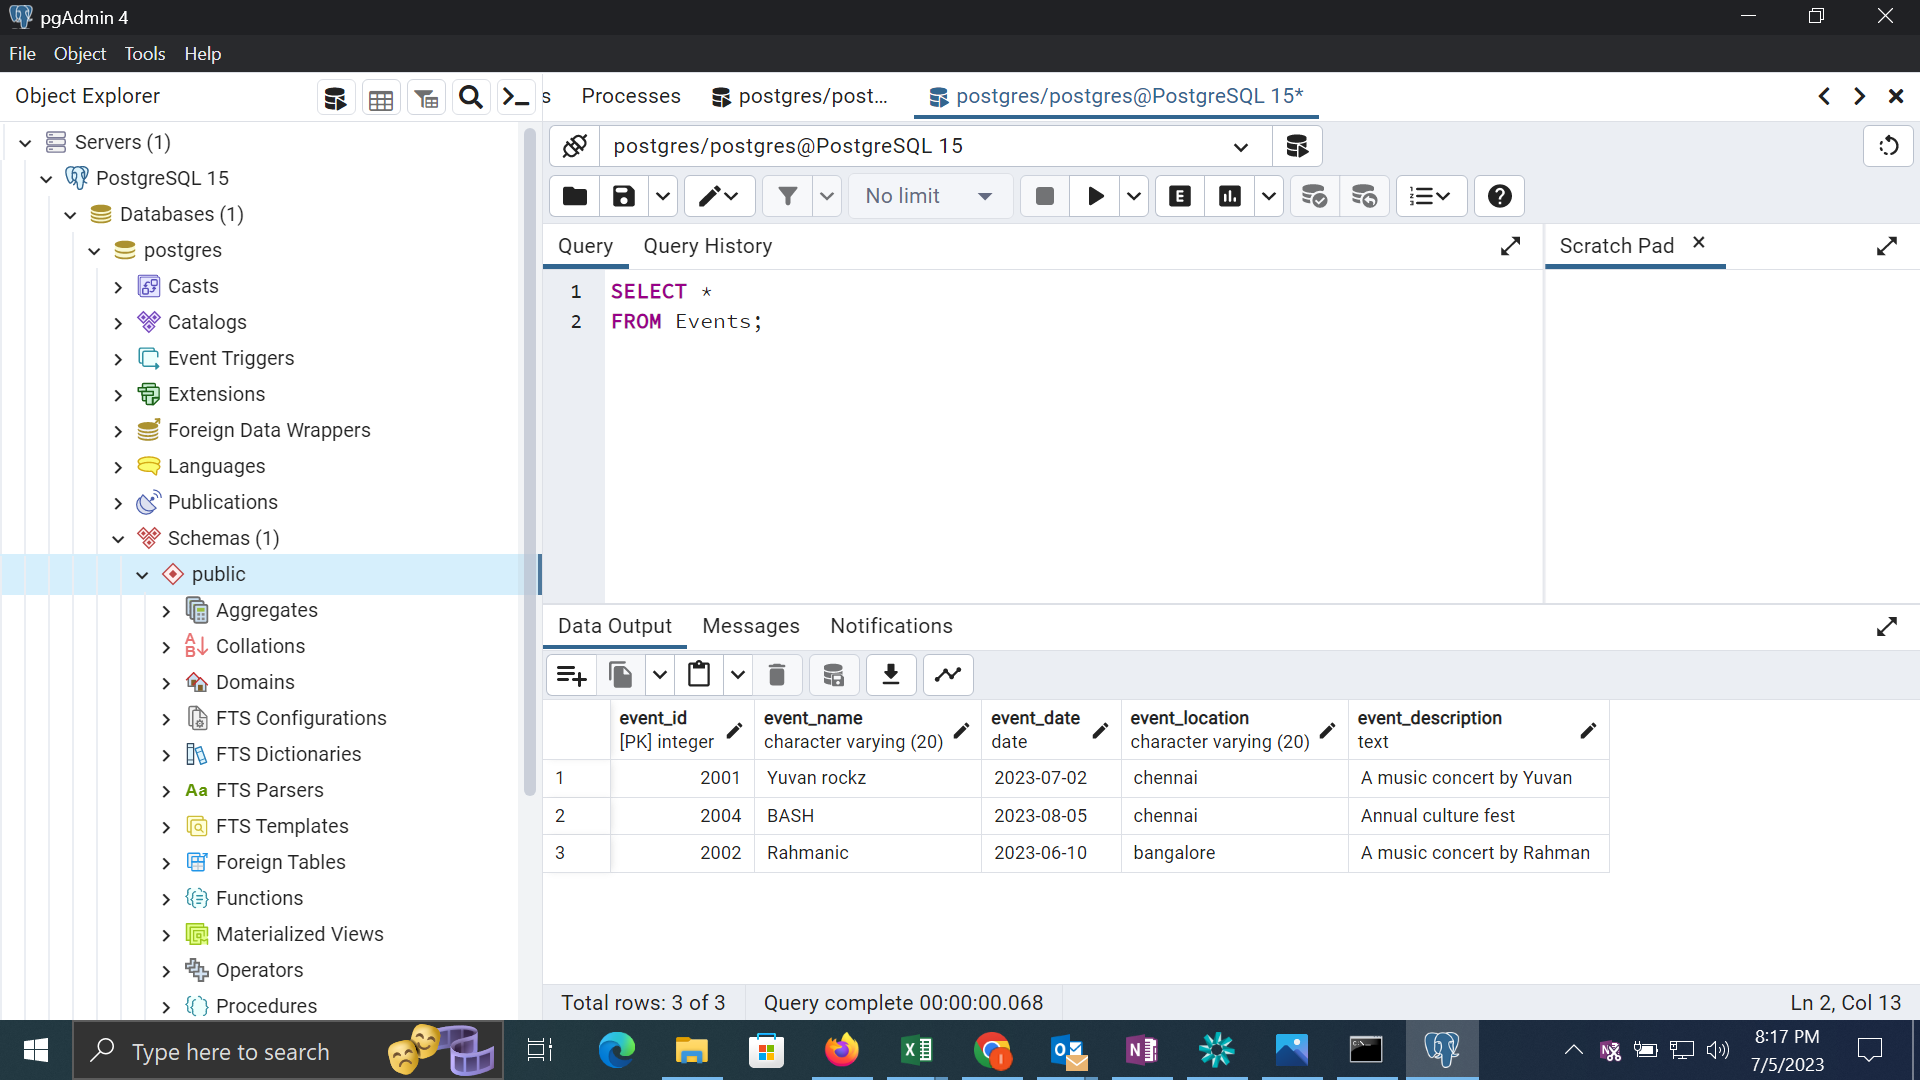 pgAdmin 4
File Object Tools Help
Object Explorer
s Processes postgres/post... postgres/postgres@PostgreSQL 15*
Servers (1)
PostgreSQL 15
Databases (1)
postgres
Casts
Catalogs
Event Triggers
Extensions
Foreign Data Wrappers
Languages
Publications
Schemas (1)
public
Aggregates
Collations
Domains
FTS Configurations
FTS Dictionaries
Aa FTS Parsers
FTS Templates
Foreign Tables
Functions
Materialized Views
Operators
Procedures
postgres/postgres@PostgreSQL 15
No limit
E
Query Query History
Scratch Pad
1 SELECT *
2 FROM Events;
Data Output Messages Notifications
event_id event_name event_date event_location event_description
[PK] integer character varying (20) date character varying (20) text
1 2001 Yuvan rockz 2023-07-02 chennai A music concert by Yuvan
2 2004 BASH 2023-08-05 chennai Annual culture fest
3 2002 Rahmanic 2023-06-10 bangalore A music concert by Rahman
Total rows: 3 of 3 Query complete 00:00:00.068 Ln 2, Col 13
Type here to search
8:17 PM
7/5/2023